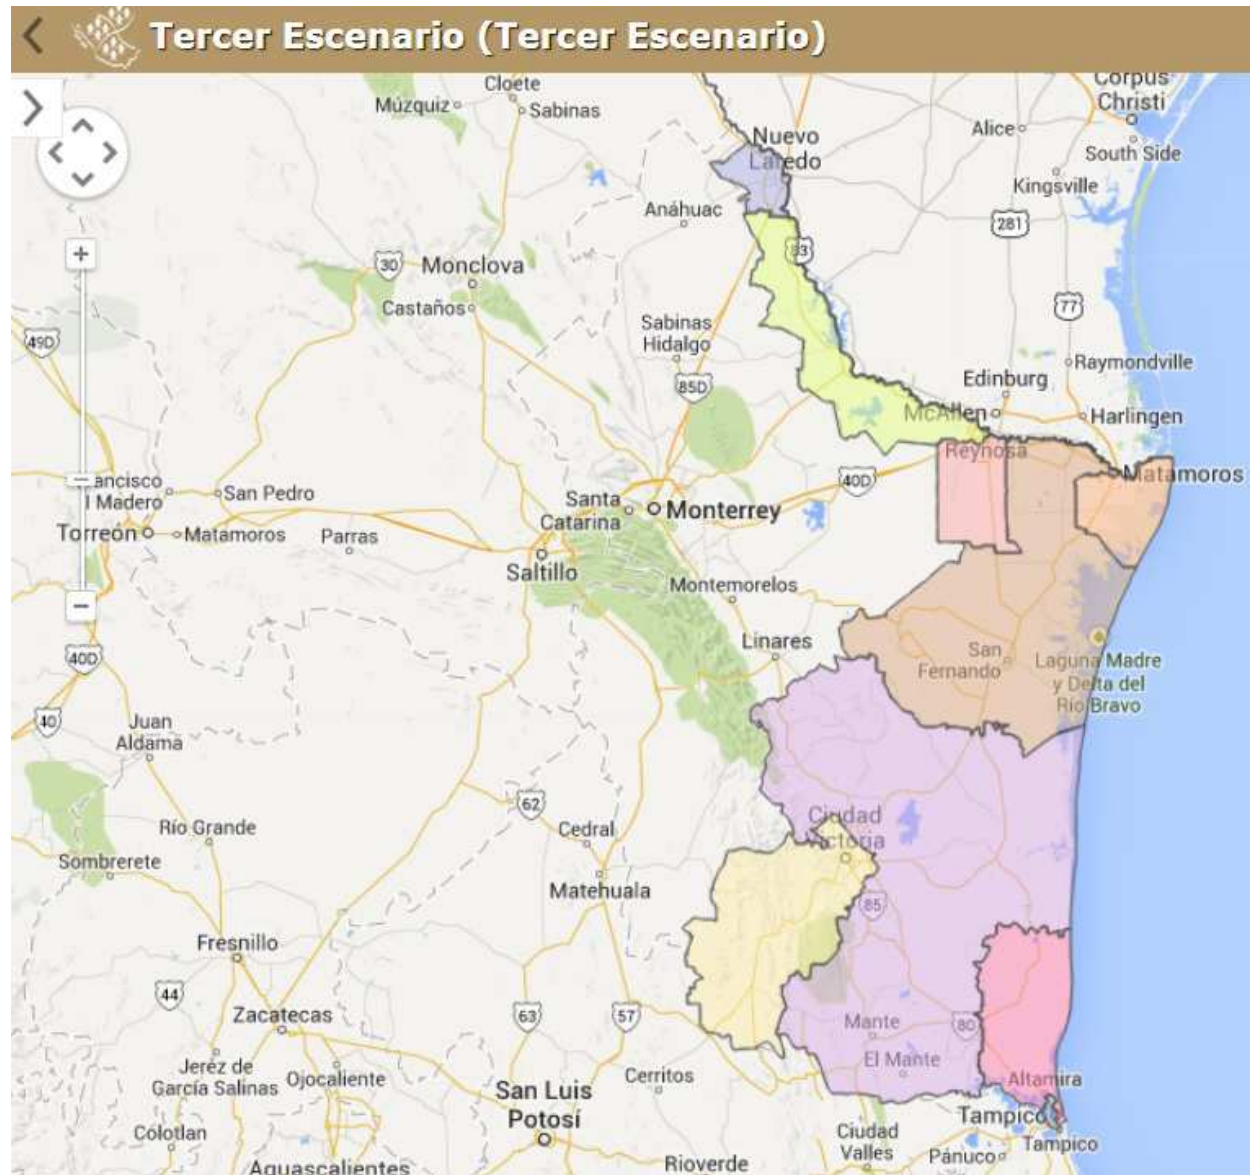 Tercer Escenario (Tercer Escenario)
Cloete
Múzquiz
Sabinas
Corpus
Christi
Nuevo
Laredo
Alice
South Side
Kingsville
Anáhuac
281
83
30
Monclova
Castaños
77
49D
Sabinas
Hidalgo
85D
Raymondville
Edinburg
McAllen
Harlingen
Reynosa
Matamoros
40D
I Madero
San Pedro
Santa
Catarina
Monterrey
Torreón
Matamoros
Parras
Saltillo
Montemorelos
Linares
San
Fernando
Laguna Madre
y Delta del
Río Bravo
40D
40
Juan
Aldama
62
Ciudad
Victoria
Río Grande
Cedral
Sombrerete
Matehuala
85
Fresnillo
44
Zacatecas
63
57
Mante
80
El Mante
Jeréz de
García Salinas
Ojocaliente
Cerritos
Altamira
San Luis
Potosí
Tampico
Tampico
Colotlan
Ciudad
Valles
Pánuco
Aguascalientes
Rioverde